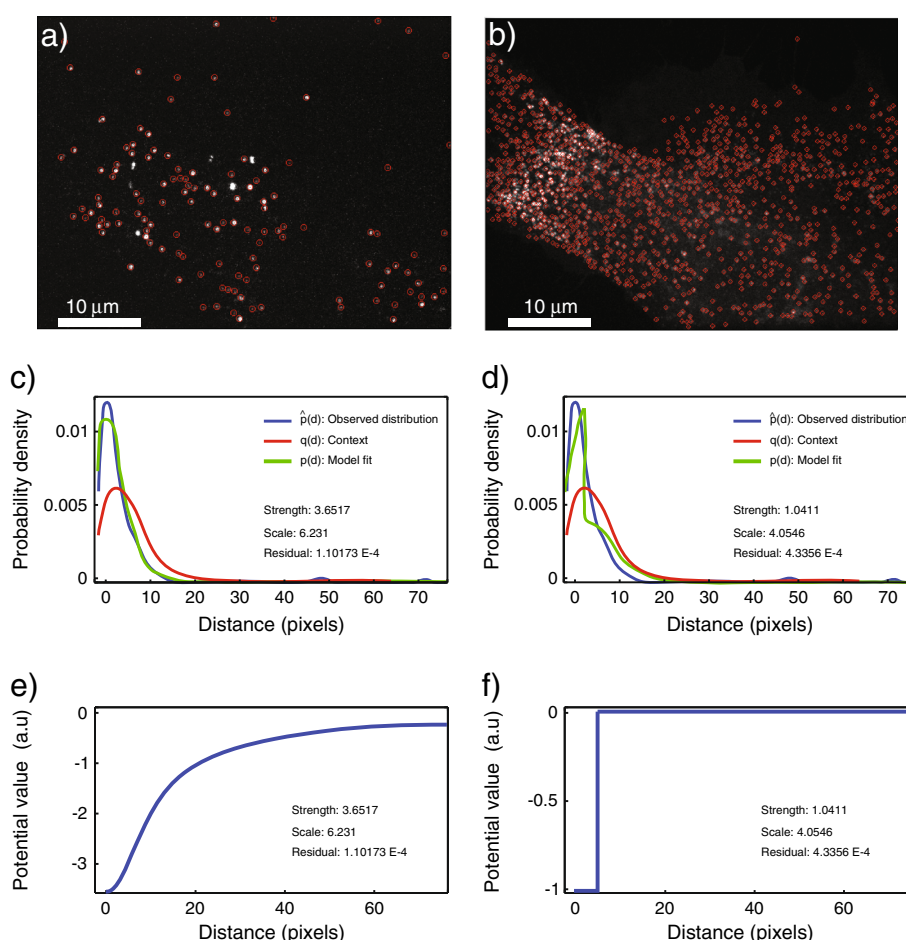 a)
10 μm
b)
10 μm
c)
Probability density
0.01
0.005
0
p̂(d): Observed distribution
q(d): Context
p(d): Model fit
Strength: 3.6517
Scale: 6.231
Residual: 1.10173 E-4
0 10 20 30 40 50 60 70
Distance (pixels)
d)
Probability density
0.01
0.005
0
p̂(d): Observed distribution
q(d): Context
p(d): Model fit
Strength: 1.0411
Scale: 4.0546
Residual: 4.3356 E-4
0 10 20 30 40 50 60 70
Distance (pixels)
e)
Potential value (a.u)
0
-1
-2
-3
Strength: 3.6517
Scale: 6.231
Residual: 1.10173 E-4
0 20 40 60
Distance (pixels)
f)
Potential value (a.u)
0
-0.5
-1
Strength: 1.0411
Scale: 4.0546
Residual: 4.3356 E-4
0 10 20 30 40 50 60 70
Distance (pixels)